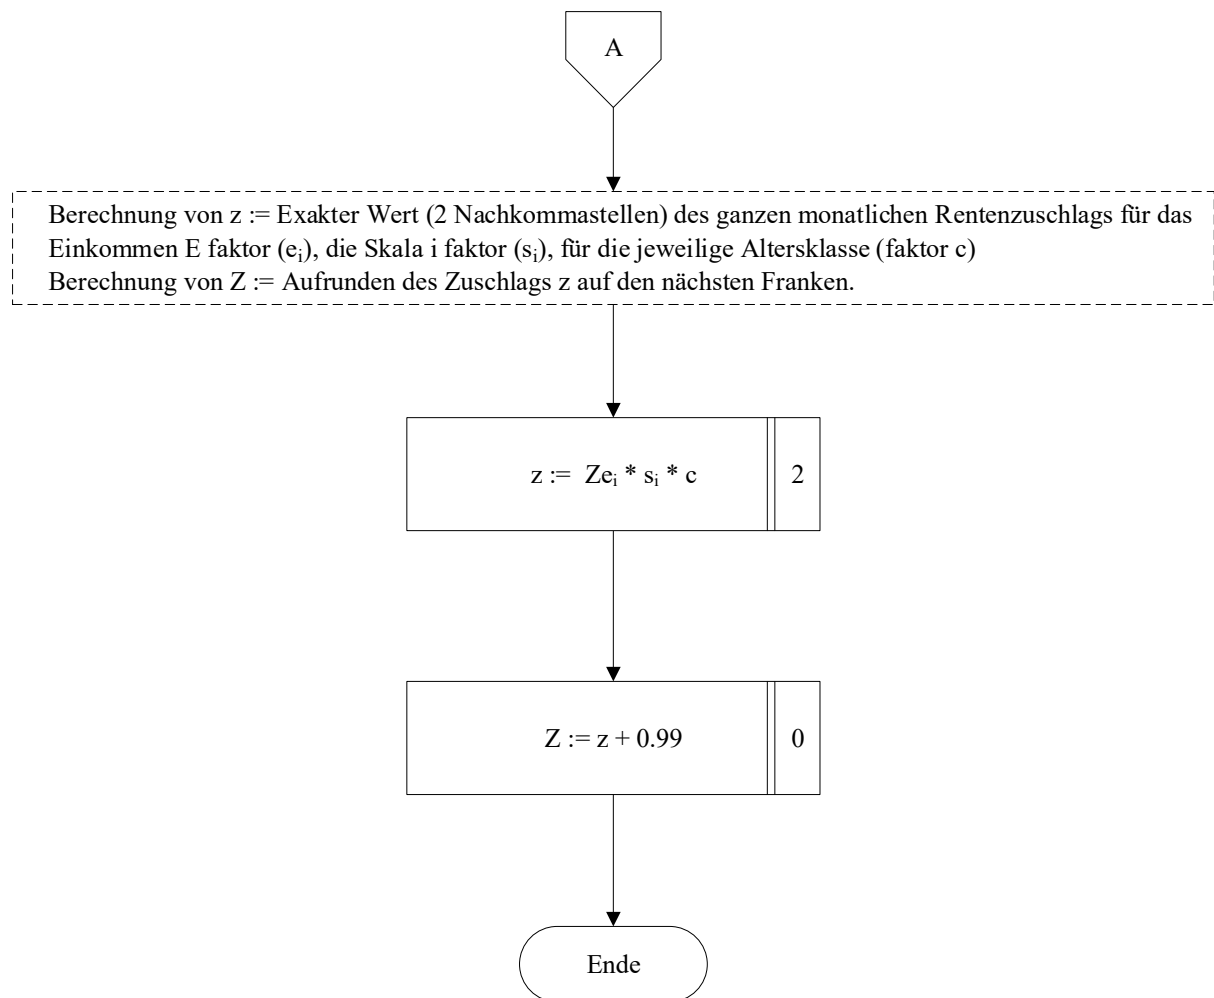 A
Berechnung von z := Exakter Wert (2 Nachkommastellen) des ganzen monatlichen Rentenzuschlags für das
Einkommen E faktor (eᵢ), die Skala i faktor (sᵢ), für die jeweilige Altersklasse (faktor c)
Berechnung von Z := Aufrunden des Zuschlags z auf den nächsten Franken.
z := Zeᵢ * sᵢ * c 2
Z := z + 0.99 0
Ende